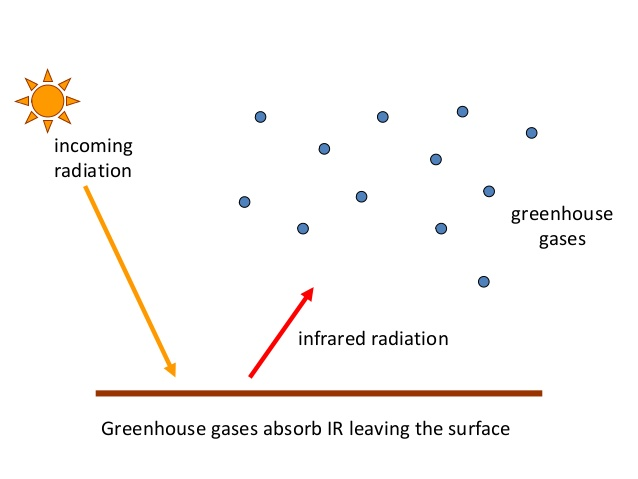 incoming
radiation
greenhouse
gases
infrared radiation
Greenhouse gases absorb IR leaving the surface